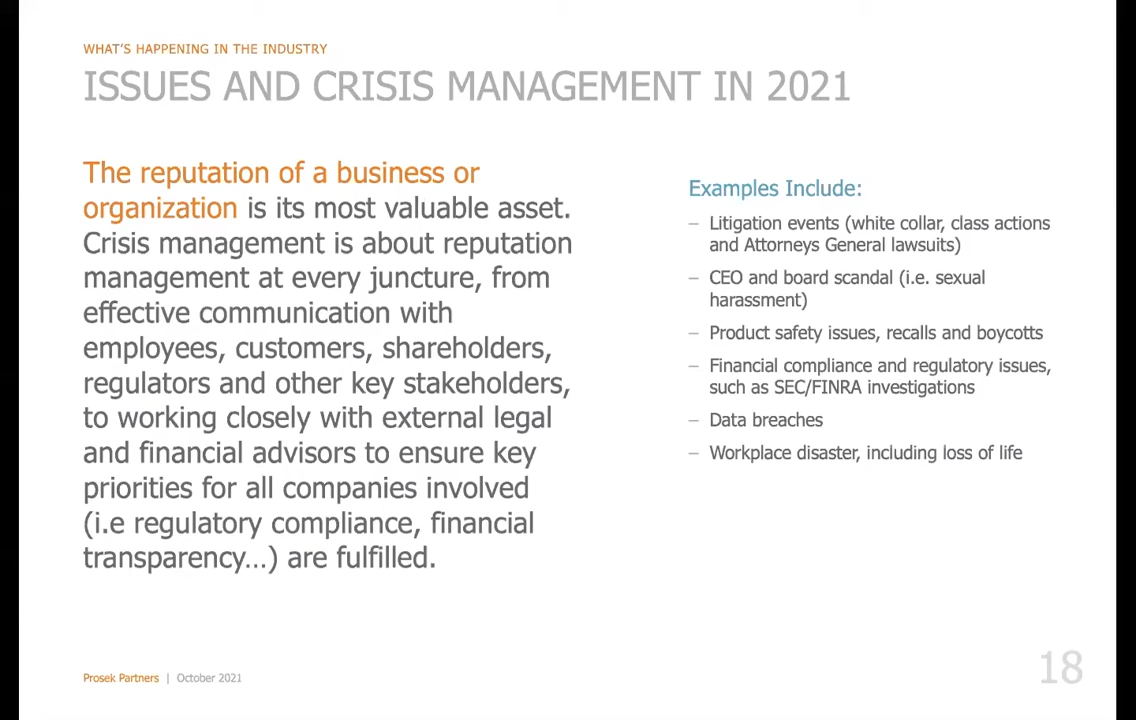 WHAT'S HAPPENING IN THE INDUSTRY
ISSUES AND CRISIS MANAGEMENT IN 2021
The reputation of a business or
organization is its most valuable asset.
Crisis management is about reputation
management at every juncture, from
effective communication with
employees, customers, shareholders,
regulators and other key stakeholders,
to working closely with external legal
and financial advisors to ensure key
priorities for all companies involved
(i.e regulatory compliance, financial
transparency…) are fulfilled.
Examples Include:
– Litigation events (white collar, class actions
and Attorneys General lawsuits)
– CEO and board scandal (i.e. sexual
harassment)
– Product safety issues, recalls and boycotts
– Financial compliance and regulatory issues,
such as SEC/FINRA investigations
– Data breaches
– Workplace disaster, including loss of life
Prosek Partners | October 2021
18